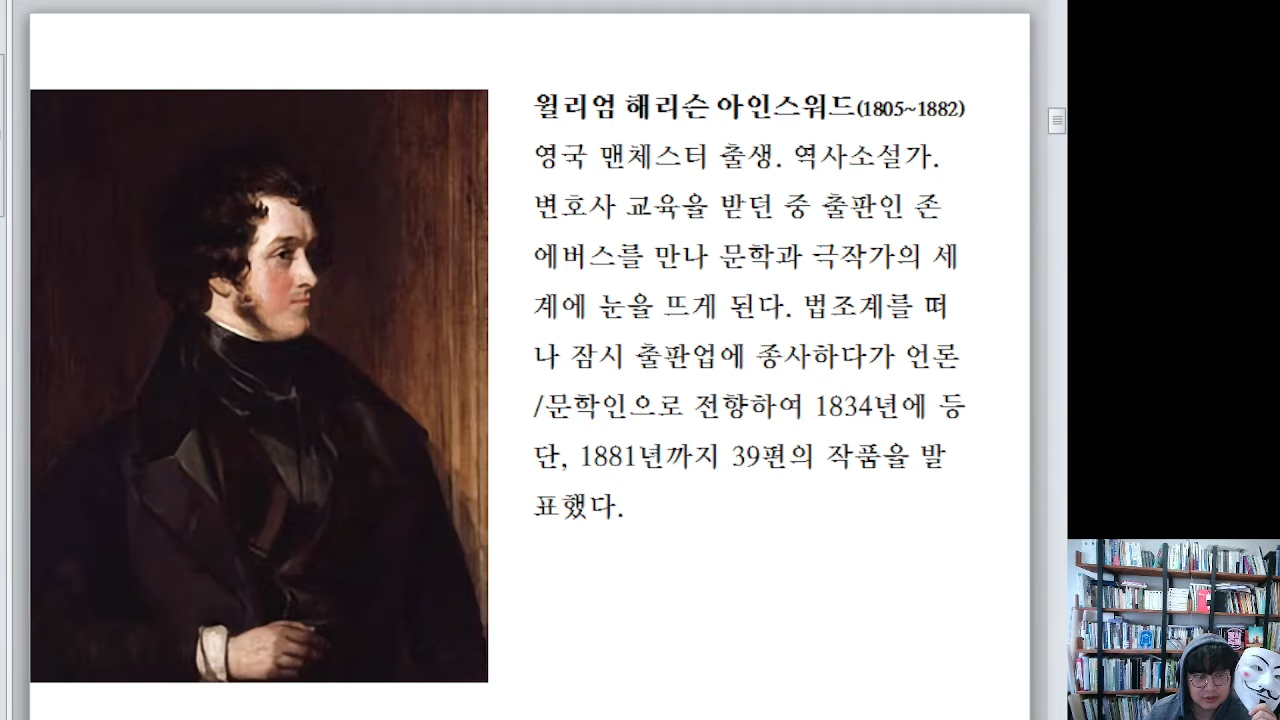 윌리엄 해리슨 아인스워드(1805~1882)
영국 맨체스터 출생. 역사소설가.
변호사 교육을 받던 중 출판인 존
에버스를 만나 문학과 극작가의 세
계에 눈을 뜨게 된다. 법조계를 떠
나 잠시 출판업에 종사하다가 언론
/문학인으로 전향하여 1834년에 등
단, 1881년까지 39편의 작품을 발
표했다.